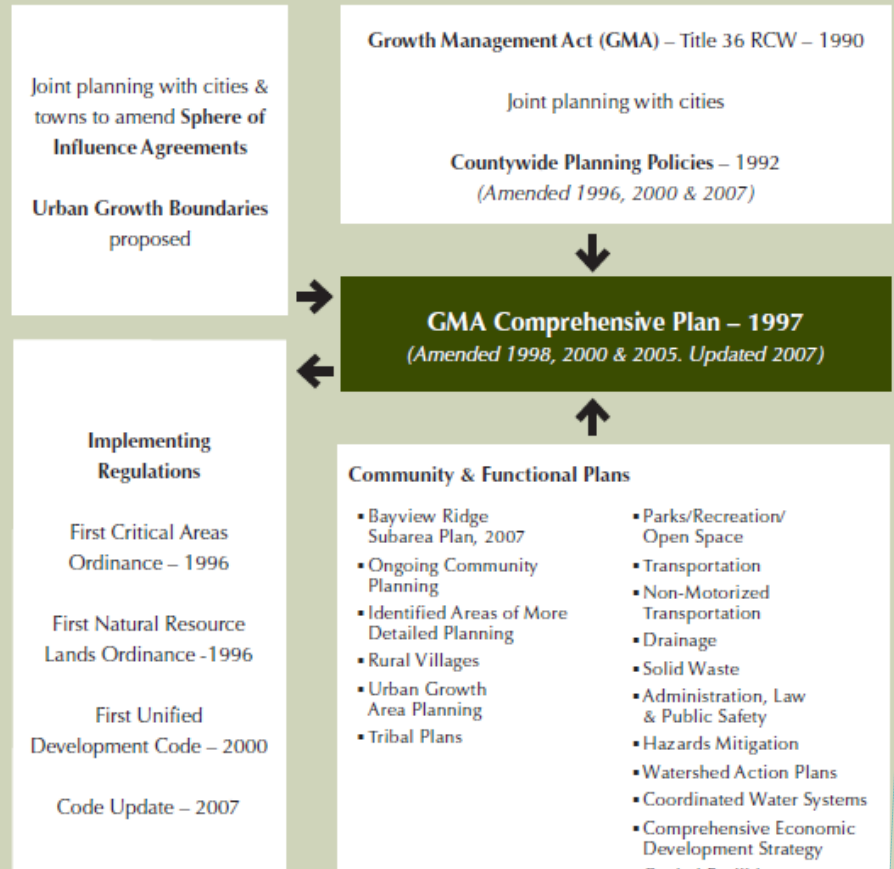 Joint planning with cities &
towns to amend Sphere of
Influence Agreements
Urban Growth Boundaries
proposed
Growth Management Act (GMA) – Title 36 RCW – 1990
Joint planning with cities
Countywide Planning Policies – 1992
(Amended 1996, 2000 & 2007)
GMA Comprehensive Plan – 1997
(Amended 1998, 2000 & 2005. Updated 2007)
Implementing
Regulations
First Critical Areas
Ordinance – 1996
First Natural Resource
Lands Ordinance -1996
First Unified
Development Code – 2000
Code Update – 2007
Community & Functional Plans
▪ Bayview Ridge
Subarea Plan, 2007
▪ Ongoing Community
Planning
▪ Identified Areas of More
Detailed Planning
▪ Rural Villages
▪ Urban Growth
Area Planning
▪ Tribal Plans
▪ Parks/Recreation/
Open Space
▪ Transportation
▪ Non-Motorized
Transportation
▪ Drainage
▪ Solid Waste
▪ Administration, Law
& Public Safety
▪ Hazards Mitigation
▪ Watershed Action Plans
▪ Coordinated Water Systems
▪ Comprehensive Economic
Development Strategy